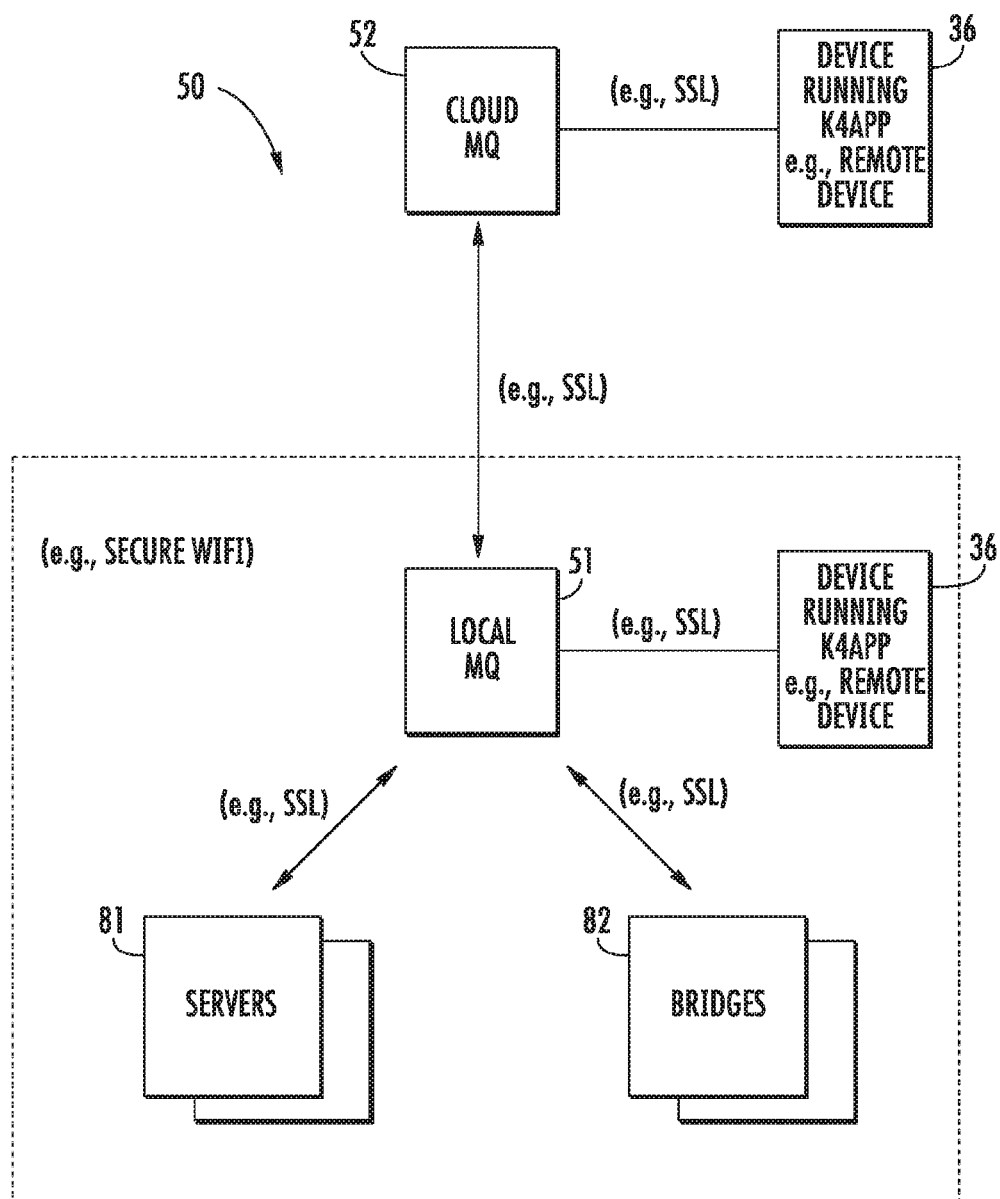 52
36
50
CLOUD
MQ
(e.g., SSL)
DEVICE
RUNNING
K4APP
e.g., REMOTE
DEVICE
(e.g., SSL)
(e.g., SECURE WIFI)
51
36
LOCAL
MQ
(e.g., SSL)
DEVICE
RUNNING
K4APP
e.g., REMOTE
DEVICE
(e.g., SSL)
(e.g., SSL)
81
82
SERVERS
BRIDGES